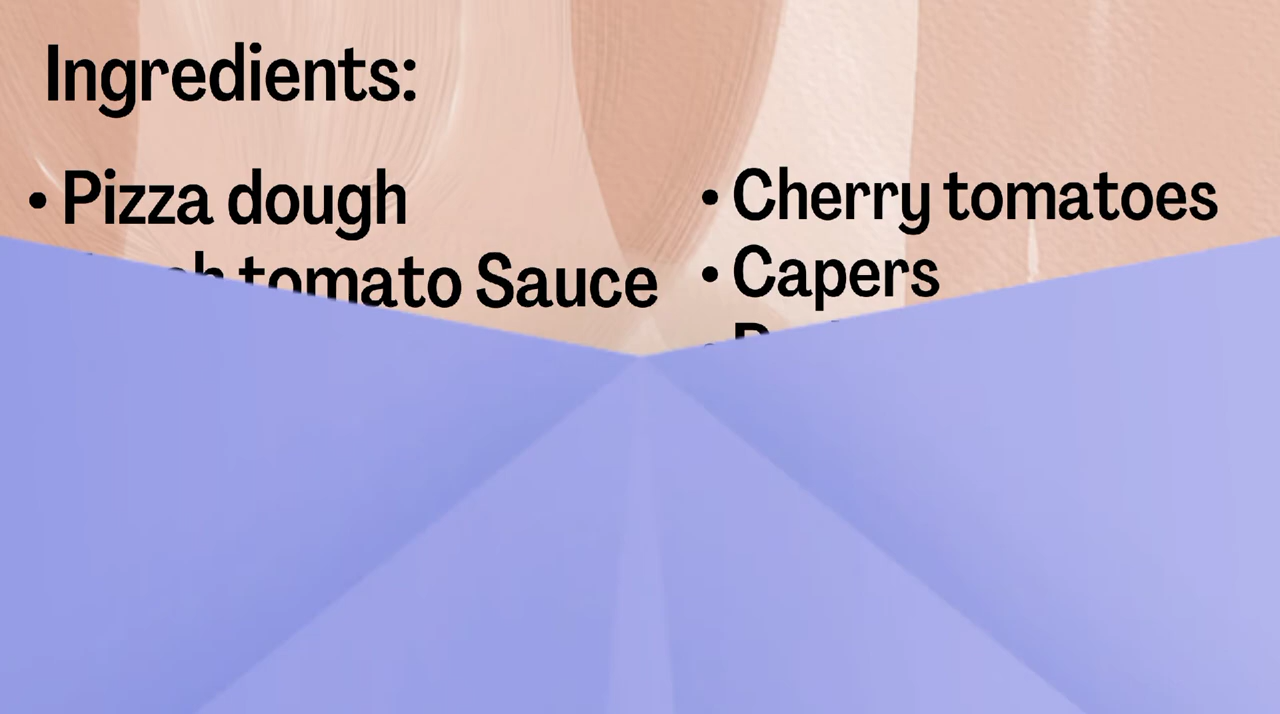 Ingredients:
• Pizza dough
tomato Sauce
• Cherry tomatoes
• Capers